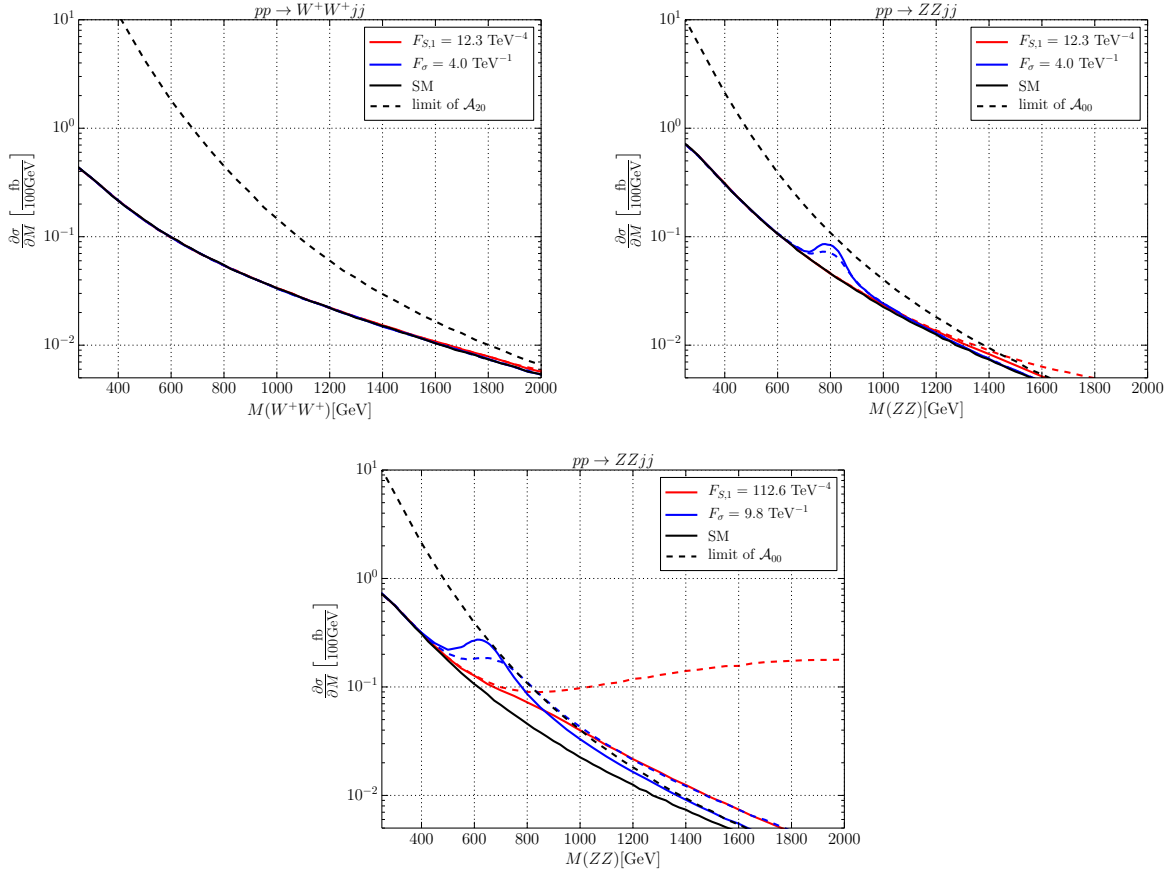 pp → W⁺W⁺jj
10¹
10⁰
10⁻¹
10⁻²
∂σ/∂M [fb/100GeV]
F_{S,1} = 12.3 TeV⁻⁴
F_σ = 4.0 TeV⁻¹
SM
limit of 𝒜₂₀
400 600 800 1000 1200 1400 1600 1800 2000
M(W⁺W⁺)[GeV]
pp → ZZjj
10¹
10⁰
10⁻¹
10⁻²
∂σ/∂M [fb/100GeV]
F_{S,1} = 12.3 TeV⁻⁴
F_σ = 4.0 TeV⁻¹
SM
limit of 𝒜₀₀
400 600 800 1000 1200 1400 1600 1800 2000
M(ZZ)[GeV]
pp → ZZjj
10¹
10⁰
10⁻¹
10⁻²
∂σ/∂M [fb/100GeV]
F_{S,1} = 112.6 TeV⁻⁴
F_σ = 9.8 TeV⁻¹
SM
limit of 𝒜₀₀
400 600 800 1000 1200 1400 1600 1800 2000
M(ZZ)[GeV]